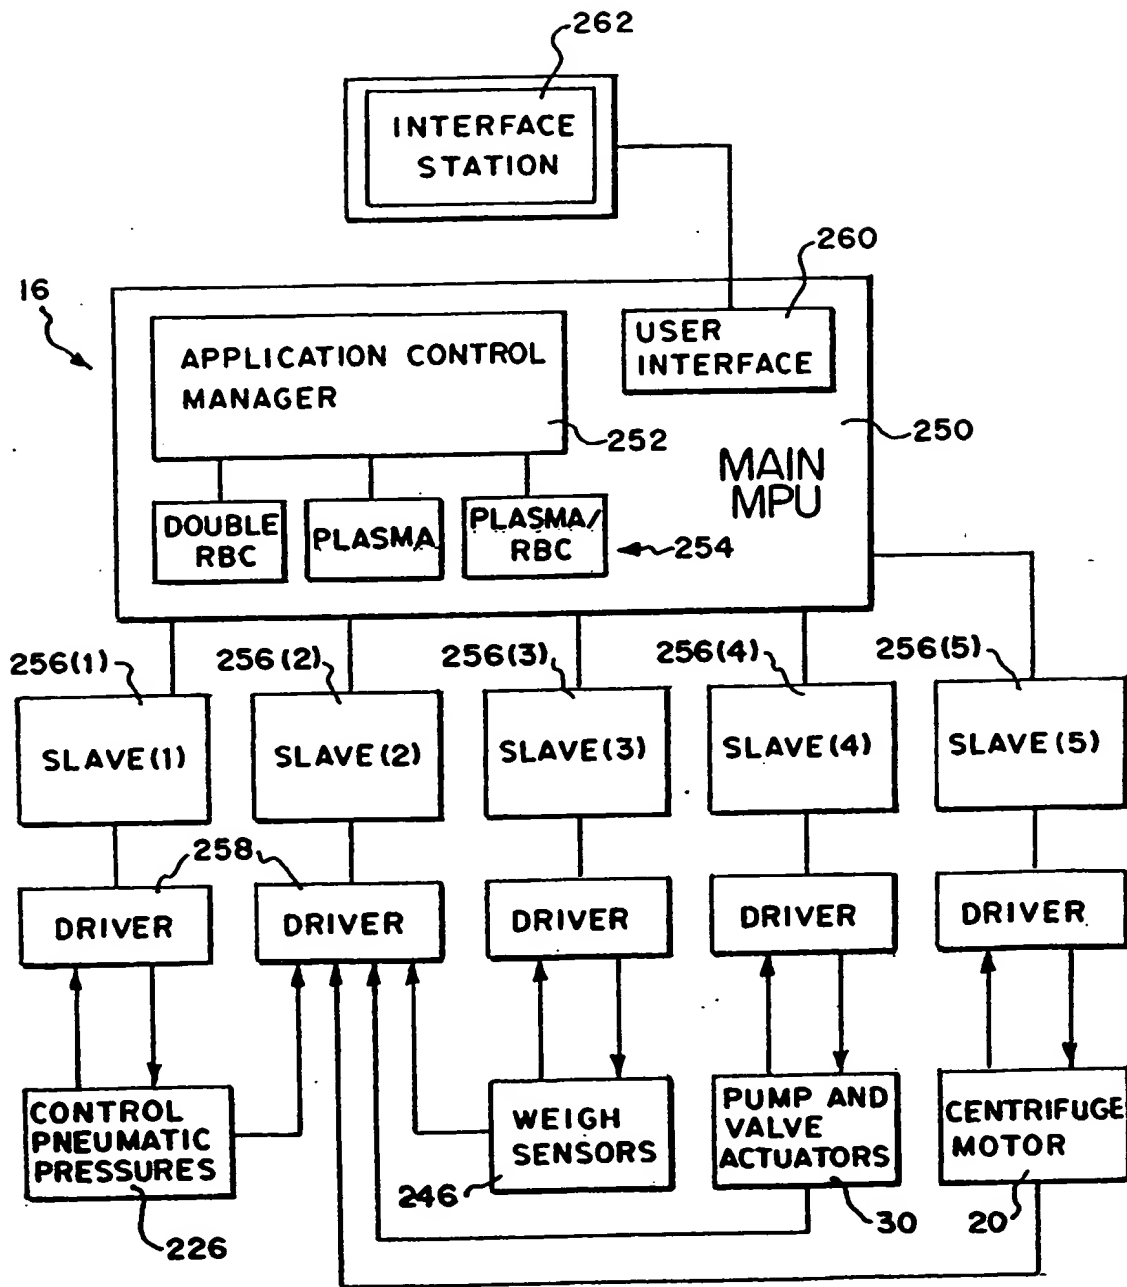 262
INTERFACE
STATION
260
16
USER
INTERFACE
APPLICATION CONTROL
MANAGER
252
250
MAIN
MPU
DOUBLE
RBC
PLASMA
PLASMA/
RBC
254
256(1)
256(2)
256(3)
256(4)
256(5)
SLAVE(1)
SLAVE(2)
SLAVE(3)
SLAVE(4)
SLAVE(5)
258
DRIVER
DRIVER
DRIVER
DRIVER
DRIVER
CONTROL
PNEUMATIC
PRESSURES
WEIGH
SENSORS
PUMP AND
VALVE
ACTUATORS
CENTRIFUGE
MOTOR
226
246
30
20